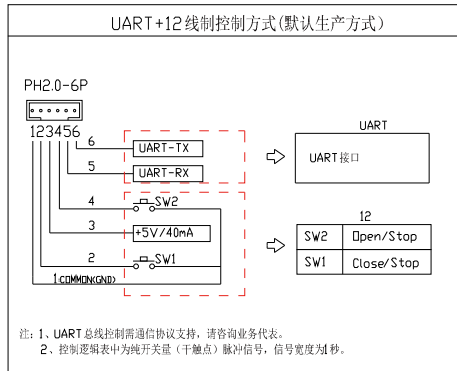 UART+12线制控制方式(默认生产方式)
PH2.0-6P
123456
6
UART-TX
5
UART-RX
4
SW2
3
+5V/40mA
2
SW1
1:COMMON(GND)
UART
UART接口
12
SW2 Open/Stop
SW1 Close/Stop
注: 1、UART总线控制需通信协议支持，请咨询业务代表。
2、控制逻辑表中为纯开关量（干触点）脉冲信号，信号宽度为1秒。